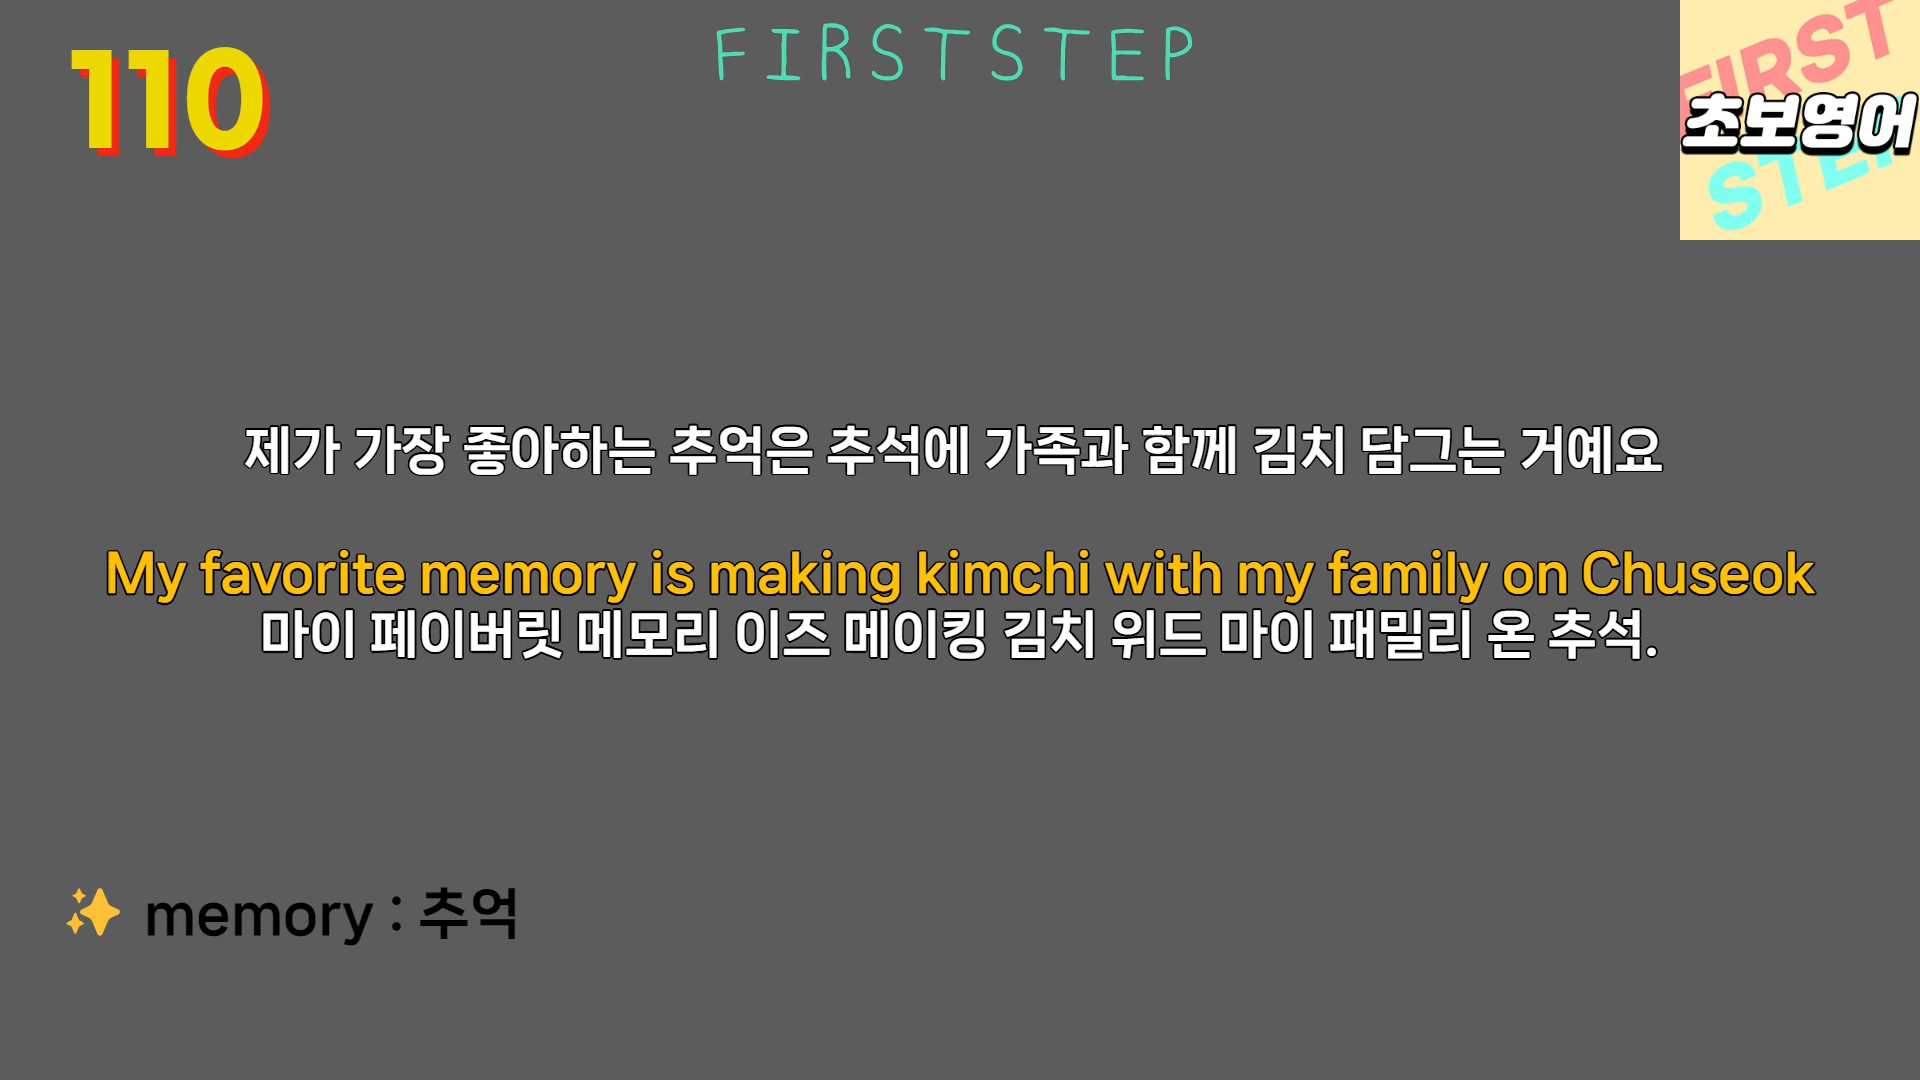 110
FIRSTSTEP
FIRST
초보영어
STEP
제가 가장 좋아하는 추억은 추석에 가족과 함께 김치 담그는 거예요
My favorite memory is making kimchi with my family on Chuseok
마이 페이버릿 메모리 이즈 메이킹 김치 위드 마이 패밀리 온 추석.
✨ memory : 추억